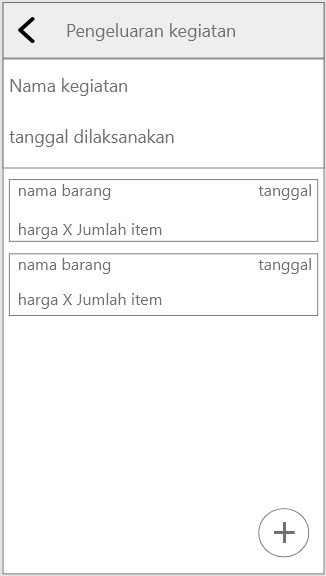 Pengeluaran kegiatan
Nama kegiatan
tanggal dilaksanakan
nama barang tanggal
harga X Jumlah item
nama barang tanggal
harga X Jumlah item